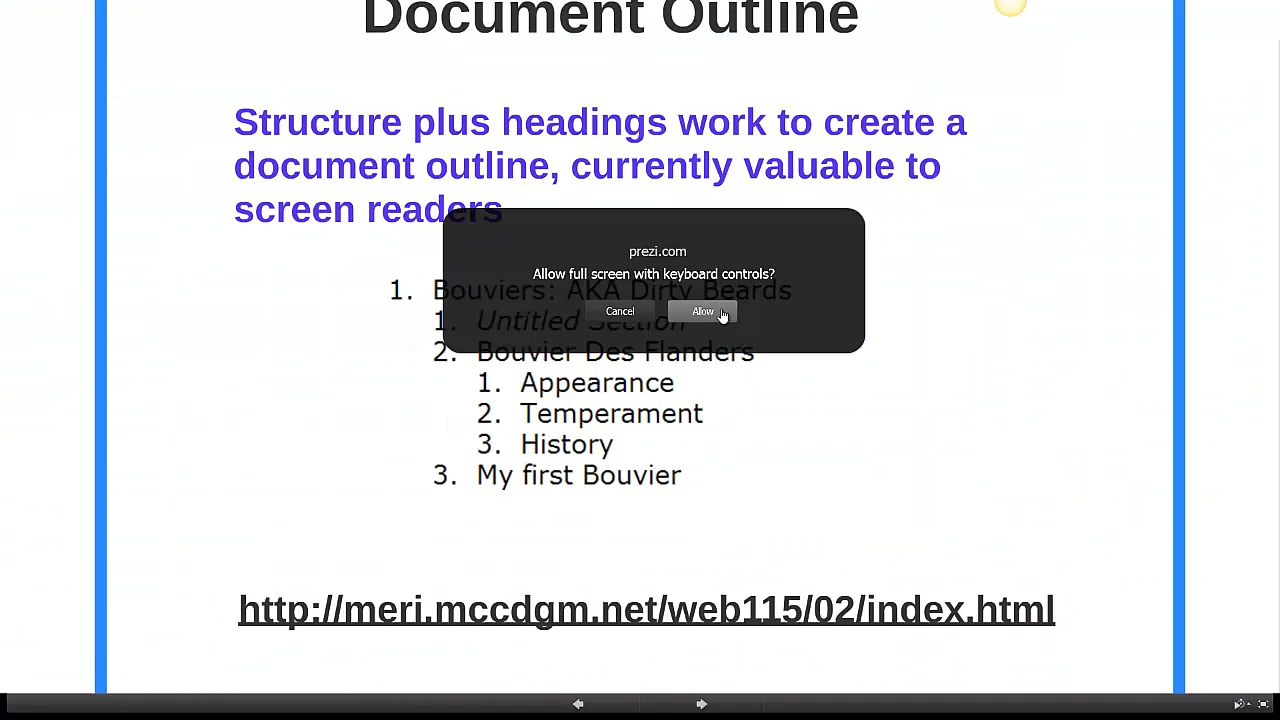 Document Outline
Structure plus headings work to create a
document outline, currently valuable to
screen readers
prezi.com
Allow full screen with keyboard controls?
1. Bouviers: AKA Dirty Beards
Cancel Allow
1. Untitled Section
2. Bouvier Des Flanders
1. Appearance
2. Temperament
3. History
3. My first Bouvier
http://meri.mccdgm.net/web115/02/index.html